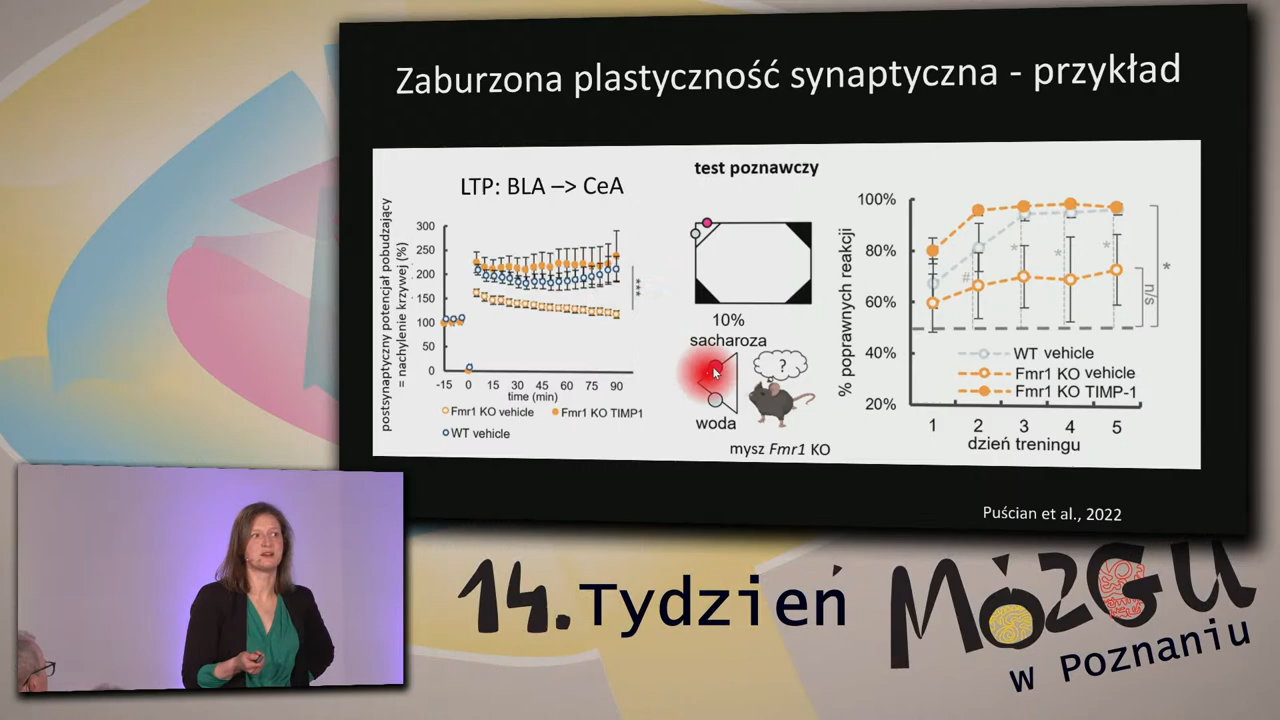 Zaburzona plastyczność synaptyczna - przykład
LTP: BLA –> CeA
postsynaptyczny potencjał pobudzający
= nachylenie krzywej (%)
300
250
200
150
100
50
0
-15 0 15 30 45 60 75 90
time (min)
***
Fmr1 KO vehicle
Fmr1 KO TIMP1
WT vehicle
test poznawczy
10%
sacharoza
?
woda
mysz Fmr1 KO
% poprawnych reakcji
100%
80%
60%
40%
20%
#
*
*
*
n/s
*
WT vehicle
Fmr1 KO vehicle
Fmr1 KO TIMP-1
1 2 3 4 5
dzień treningu
Puścian et al., 2022
14. Tydzień
MÓZGU
w Poznaniu